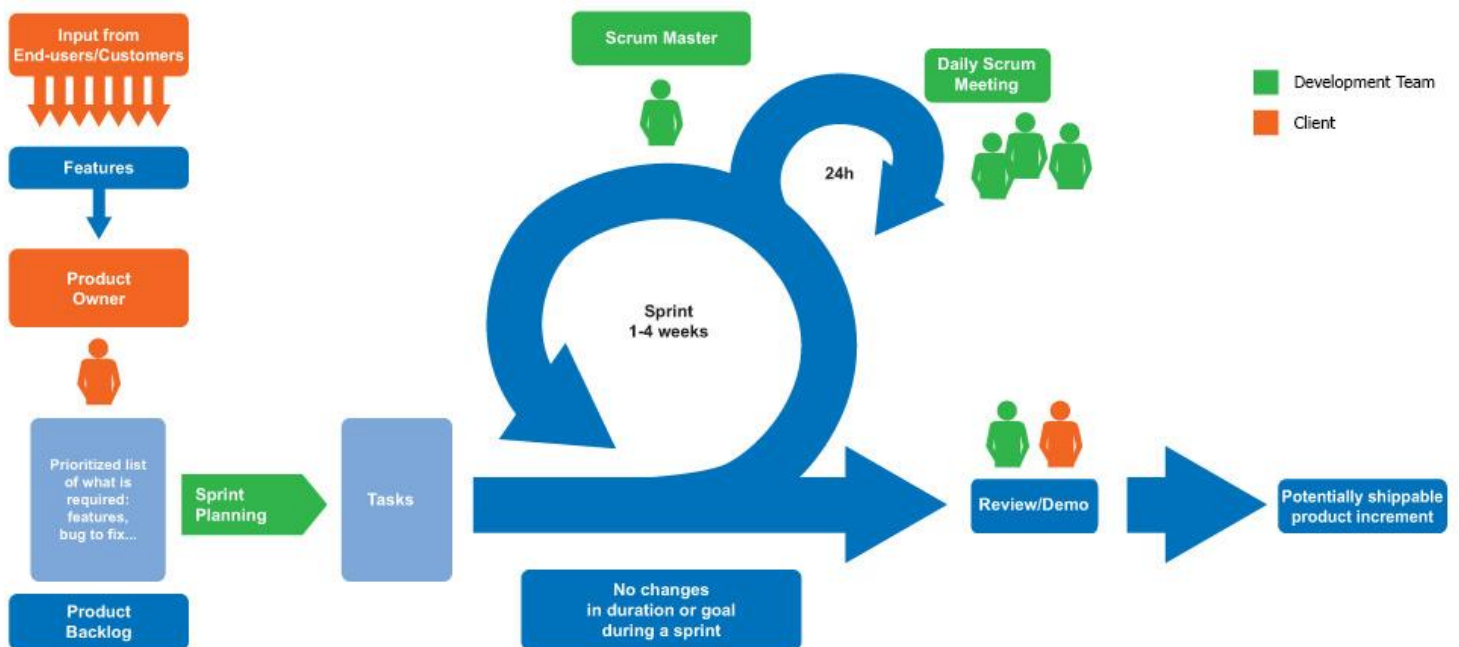 Input from
End-users/Customers
Features
Product
Owner
Prioritized list
of what is
required:
features,
bug to fix...
Product
Backlog
Sprint
Planning
Tasks
Scrum Master
Daily Scrum
Meeting
24h
Sprint
1-4 weeks
No changes
in duration or goal
during a sprint
Review/Demo
Potentially shippable
product increment
Development Team
Client